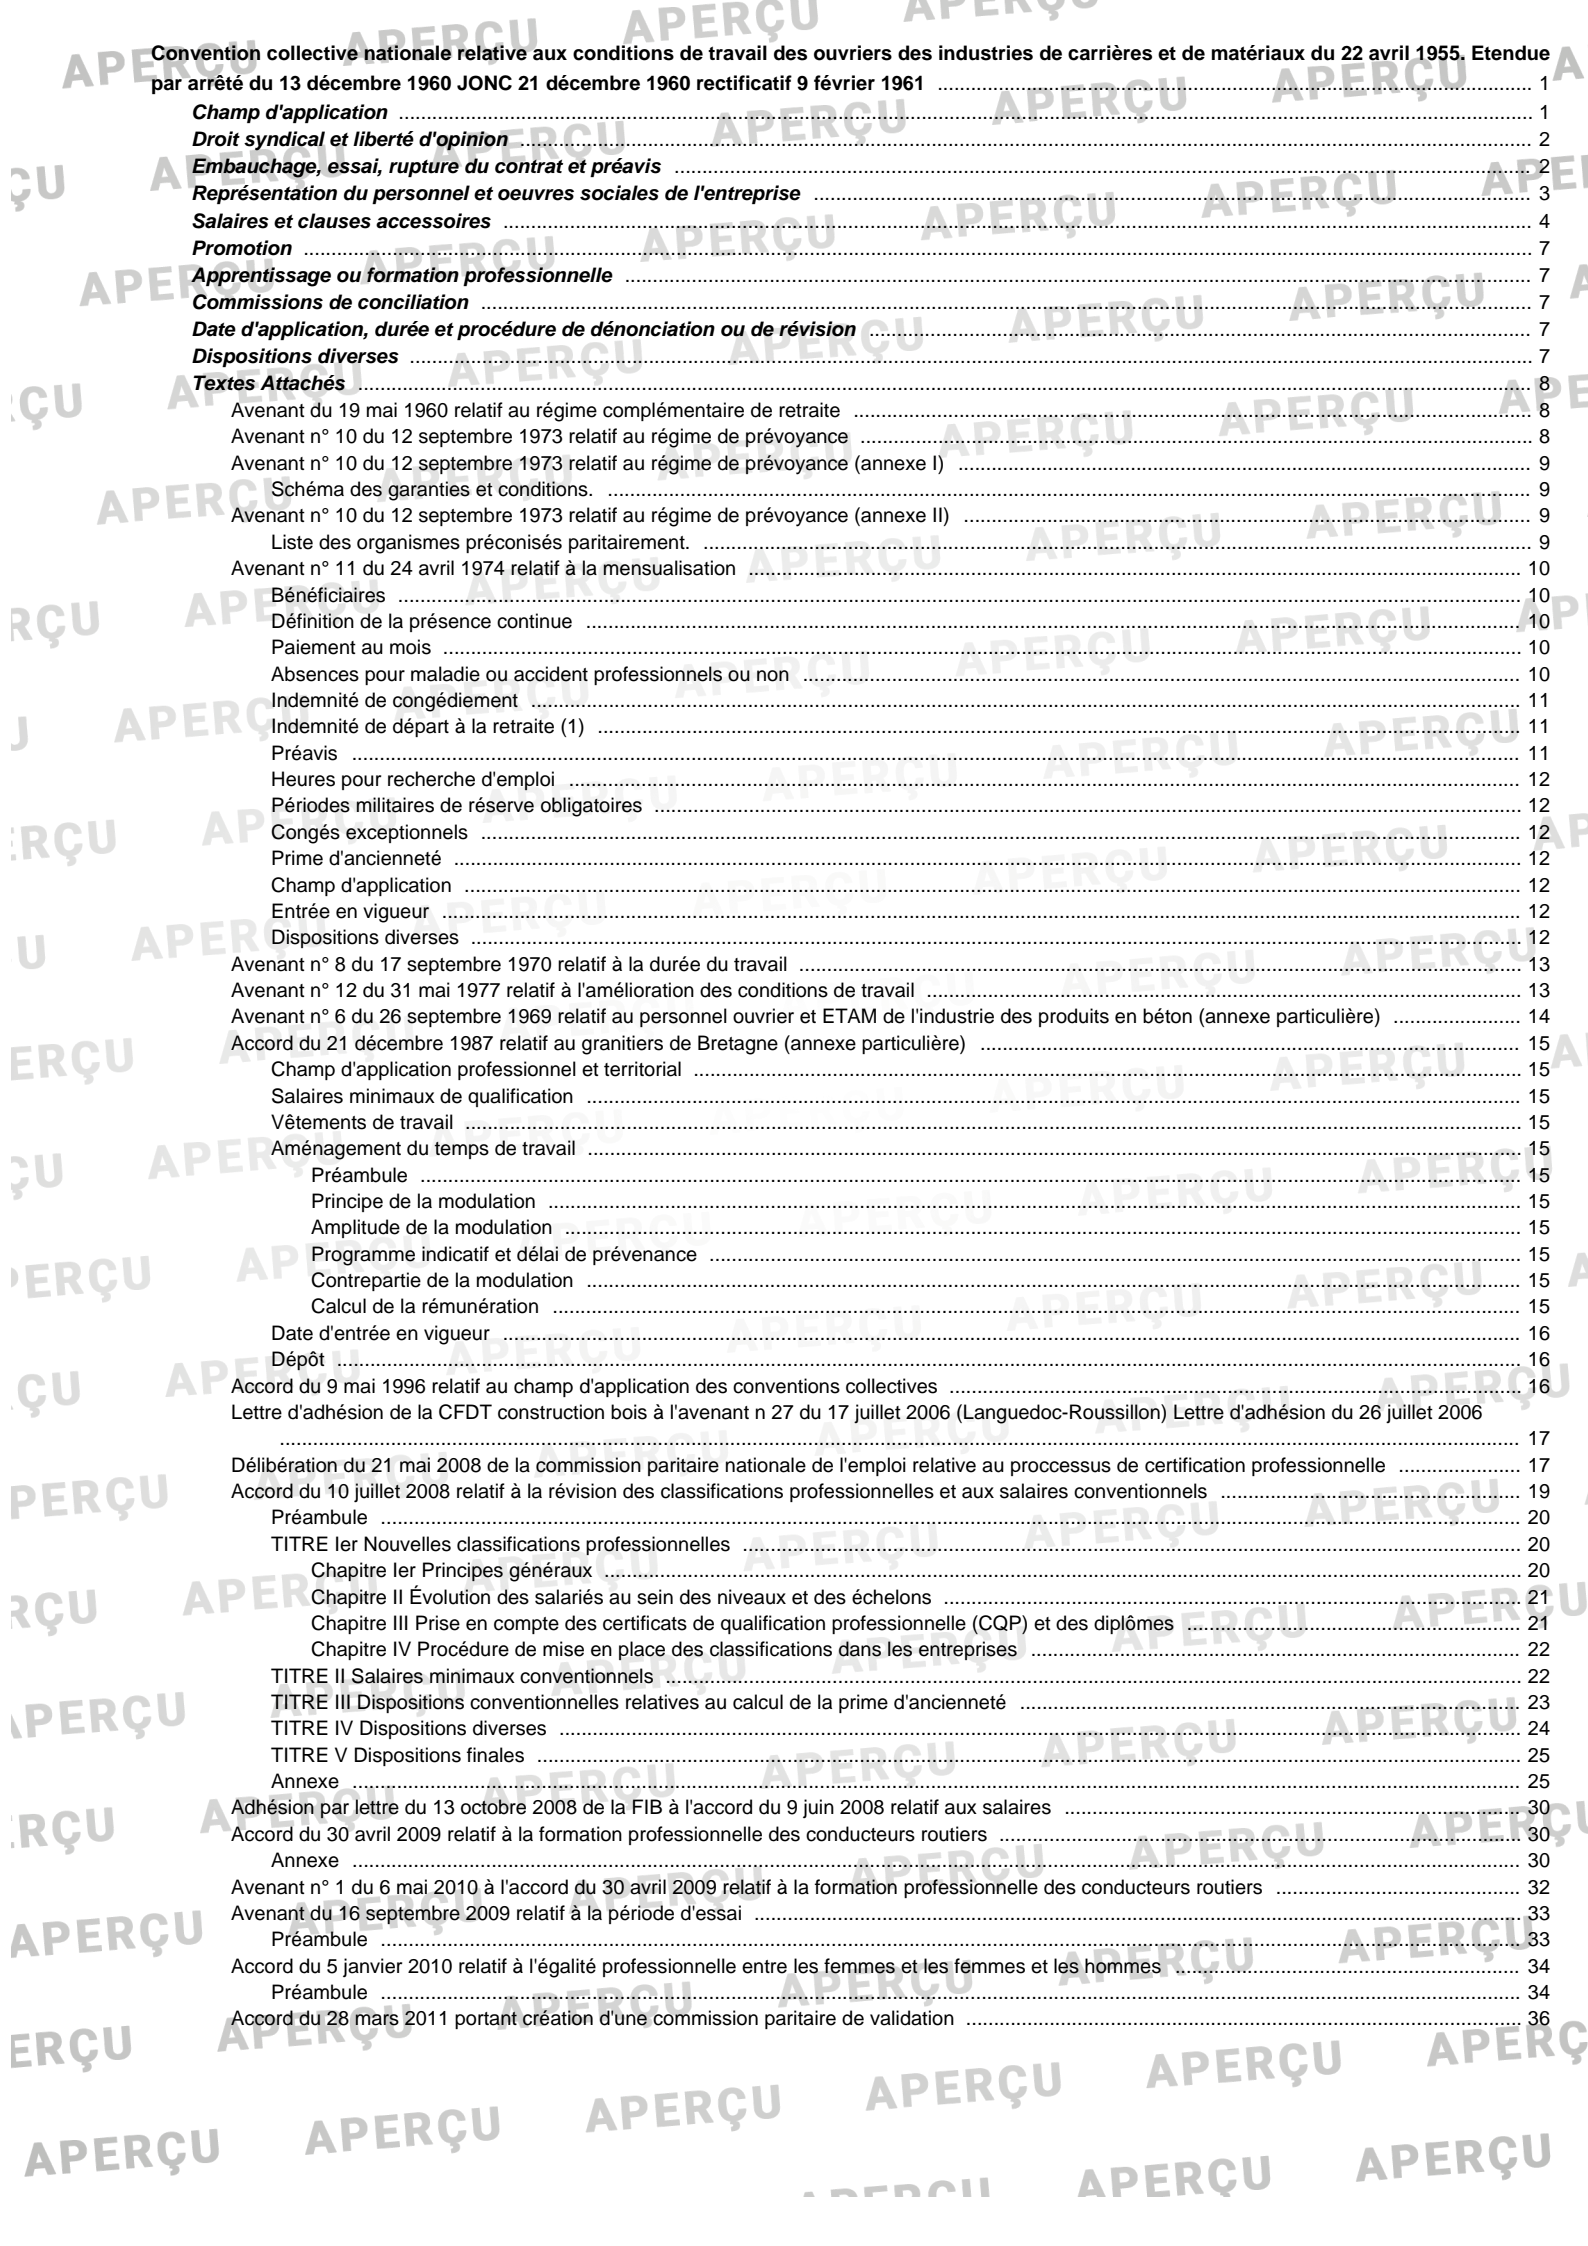 Convention collective nationale relative aux conditions de travail des ouvriers des industries de carrières et de matériaux du 22 avril 1955. Etendue
par arrêté du 13 décembre 1960 JONC 21 décembre 1960 rectificatif 9 février 1961 ... 1
Champ d'application ... 1
Droit syndical et liberté d'opinion ... 2
Embauchage, essai, rupture du contrat et préavis ... 2
Représentation du personnel et oeuvres sociales de l'entreprise ... 3
Salaires et clauses accessoires ... 4
Promotion ... 7
Apprentissage ou formation professionnelle ... 7
Commissions de conciliation ... 7
Date d'application, durée et procédure de dénonciation ou de révision ... 7
Dispositions diverses ... 7
Textes Attachés ... 8
Avenant du 19 mai 1960 relatif au régime complémentaire de retraite ... 8
Avenant n° 10 du 12 septembre 1973 relatif au régime de prévoyance ... 8
Avenant n° 10 du 12 septembre 1973 relatif au régime de prévoyance (annexe I) ... 9
Schéma des garanties et conditions. ... 9
Avenant n° 10 du 12 septembre 1973 relatif au régime de prévoyance (annexe II) ... 9
Liste des organismes préconisés paritairement. ... 9
Avenant n° 11 du 24 avril 1974 relatif à la mensualisation ... 10
Bénéficiaires ... 10
Définition de la présence continue ... 10
Paiement au mois ... 10
Absences pour maladie ou accident professionnels ou non ... 10
Indemnité de congédiement ... 11
Indemnité de départ à la retraite (1) ... 11
Préavis ... 11
Heures pour recherche d'emploi ... 12
Périodes militaires de réserve obligatoires ... 12
Congés exceptionnels ... 12
Prime d'ancienneté ... 12
Champ d'application ... 12
Entrée en vigueur ... 12
Dispositions diverses ... 12
Avenant n° 8 du 17 septembre 1970 relatif à la durée du travail ... 13
Avenant n° 12 du 31 mai 1977 relatif à l'amélioration des conditions de travail ... 13
Avenant n° 6 du 26 septembre 1969 relatif au personnel ouvrier et ETAM de l'industrie des produits en béton (annexe particulière) ... 14
Accord du 21 décembre 1987 relatif au granitiers de Bretagne (annexe particulière) ... 15
Champ d'application professionnel et territorial ... 15
Salaires minimaux de qualification ... 15
Vêtements de travail ... 15
Aménagement du temps de travail ... 15
Préambule ... 15
Principe de la modulation ... 15
Amplitude de la modulation ... 15
Programme indicatif et délai de prévenance ... 15
Contrepartie de la modulation ... 15
Calcul de la rémunération ... 15
Date d'entrée en vigueur ... 16
Dépôt ... 16
Accord du 9 mai 1996 relatif au champ d'application des conventions collectives ... 16
Lettre d'adhésion de la CFDT construction bois à l'avenant n 27 du 17 juillet 2006 (Languedoc-Roussillon) Lettre d'adhésion du 26 juillet 2006
... 17
Délibération du 21 mai 2008 de la commission paritaire nationale de l'emploi relative au proccessus de certification professionnelle ... 17
Accord du 10 juillet 2008 relatif à la révision des classifications professionnelles et aux salaires conventionnels ... 19
Préambule ... 20
TITRE Ier Nouvelles classifications professionnelles ... 20
Chapitre Ier Principes généraux ... 20
Chapitre II Évolution des salariés au sein des niveaux et des échelons ... 21
Chapitre III Prise en compte des certificats de qualification professionnelle (CQP) et des diplômes ... 21
Chapitre IV Procédure de mise en place des classifications dans les entreprises ... 22
TITRE II Salaires minimaux conventionnels ... 22
TITRE III Dispositions conventionnelles relatives au calcul de la prime d'ancienneté ... 23
TITRE IV Dispositions diverses ... 24
TITRE V Dispositions finales ... 25
Annexe ... 25
Adhésion par lettre du 13 octobre 2008 de la FIB à l'accord du 9 juin 2008 relatif aux salaires ... 30
Accord du 30 avril 2009 relatif à la formation professionnelle des conducteurs routiers ... 30
Annexe ... 30
Avenant n° 1 du 6 mai 2010 à l'accord du 30 avril 2009 relatif à la formation professionnelle des conducteurs routiers ... 32
Avenant du 16 septembre 2009 relatif à la période d'essai ... 33
Préambule ... 33
Accord du 5 janvier 2010 relatif à l'égalité professionnelle entre les femmes et les femmes et les hommes ... 34
Préambule ... 34
Accord du 28 mars 2011 portant création d'une commission paritaire de validation ... 36
APERÇU